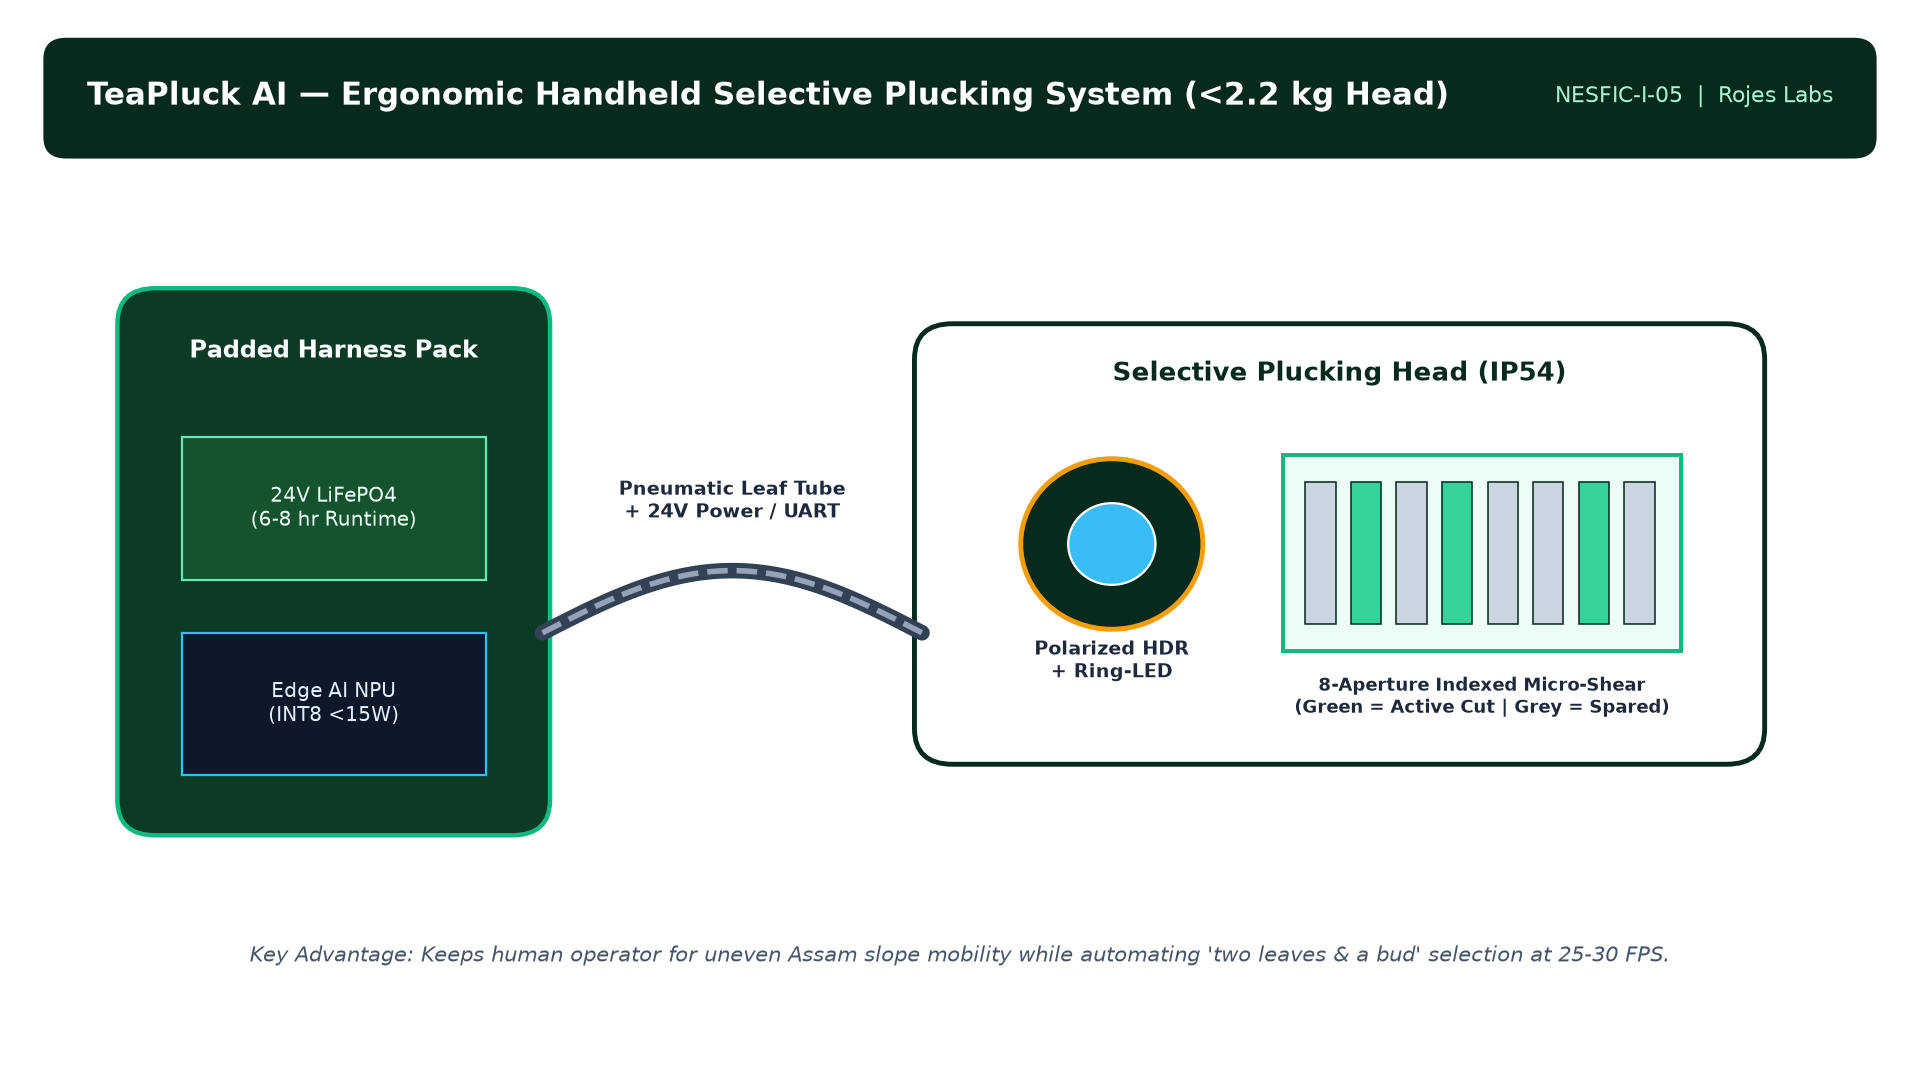 TeaPluck AI — Ergonomic Handheld Selective Plucking System (<2.2 kg Head)
NESFIC-I-05 | Rojes Labs
Padded Harness Pack
24V LiFePO4
(6-8 hr Runtime)
Edge AI NPU
(INT8 <15W)
Pneumatic Leaf Tube
+ 24V Power / UART
Selective Plucking Head (IP54)
Polarized HDR
+ Ring-LED
8-Aperture Indexed Micro-Shear
(Green = Active Cut | Grey = Spared)
Key Advantage: Keeps human operator for uneven Assam slope mobility while automating 'two leaves & a bud' selection at 25-30 FPS.